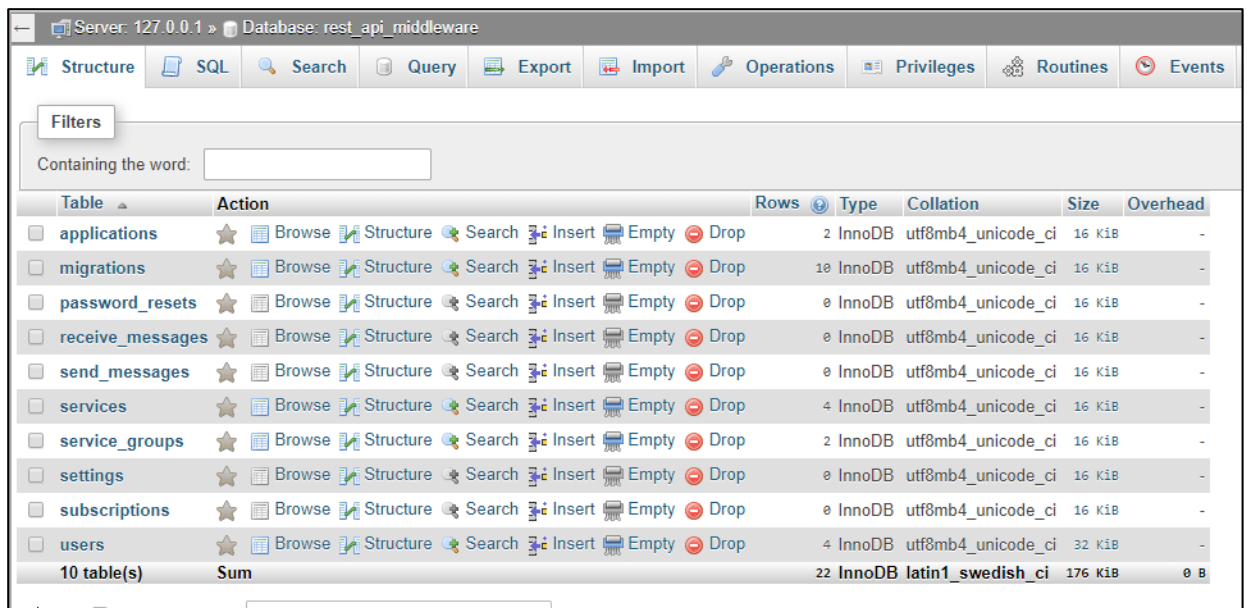 Server: 127.0.0.1 » Database: rest_api_middleware
Structure SQL Search Query Export Import Operations Privileges Routines Events
Filters
Containing the word:
Table Action Rows Type Collation Size Overhead
applications Browse Structure Search Insert Empty Drop 2 InnoDB utf8mb4_unicode_ci 16 KiB -
migrations Browse Structure Search Insert Empty Drop 10 InnoDB utf8mb4_unicode_ci 16 KiB -
password_resets Browse Structure Search Insert Empty Drop 0 InnoDB utf8mb4_unicode_ci 16 KiB -
receive_messages Browse Structure Search Insert Empty Drop 0 InnoDB utf8mb4_unicode_ci 16 KiB -
send_messages Browse Structure Search Insert Empty Drop 0 InnoDB utf8mb4_unicode_ci 16 KiB -
services Browse Structure Search Insert Empty Drop 4 InnoDB utf8mb4_unicode_ci 16 KiB -
service_groups Browse Structure Search Insert Empty Drop 2 InnoDB utf8mb4_unicode_ci 16 KiB -
settings Browse Structure Search Insert Empty Drop 0 InnoDB utf8mb4_unicode_ci 16 KiB -
subscriptions Browse Structure Search Insert Empty Drop 0 InnoDB utf8mb4_unicode_ci 16 KiB -
users Browse Structure Search Insert Empty Drop 4 InnoDB utf8mb4_unicode_ci 32 KiB -
10 table(s) Sum 22 InnoDB latin1_swedish_ci 176 KiB 0 B